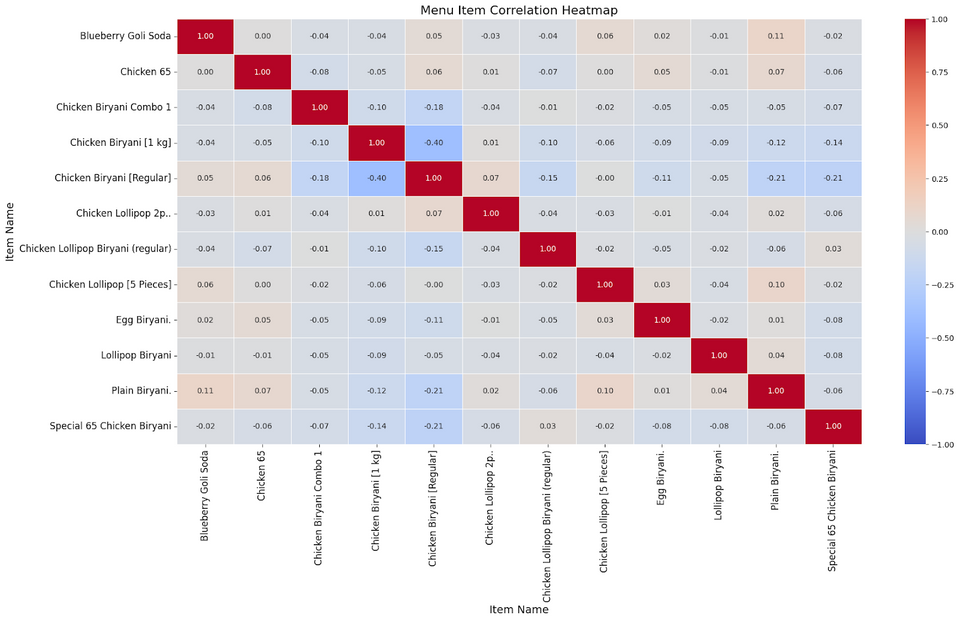 Menu Item Correlation Heatmap
Item Name
Blueberry Goli Soda 1.00 0.00 -0.04 -0.04 0.05 -0.03 -0.04 0.06 0.02 -0.01 0.11 -0.02
Chicken 65 0.00 1.00 -0.08 -0.05 0.06 0.01 -0.07 0.00 0.05 -0.01 0.07 -0.06
Chicken Biryani Combo 1 -0.04 -0.08 1.00 -0.10 -0.18 -0.04 -0.01 -0.02 -0.05 -0.05 -0.05 -0.07
Chicken Biryani [1 kg] -0.04 -0.05 -0.10 1.00 -0.40 0.01 -0.10 -0.06 -0.09 -0.09 -0.12 -0.14
Chicken Biryani [Regular] 0.05 0.06 -0.18 -0.40 1.00 0.07 -0.15 -0.00 -0.11 -0.05 -0.21 -0.21
Chicken Lollipop 2p.. -0.03 0.01 -0.04 0.01 0.07 1.00 -0.04 -0.03 -0.01 -0.04 0.02 -0.06
Chicken Lollipop Biryani (regular) -0.04 -0.07 -0.01 -0.10 -0.15 -0.04 1.00 -0.02 -0.05 -0.02 -0.06 0.03
Chicken Lollipop [5 Pieces] 0.06 0.00 -0.02 -0.06 -0.00 -0.03 -0.02 1.00 0.03 -0.04 0.10 -0.02
Egg Biryani. 0.02 0.05 -0.05 -0.09 -0.11 -0.01 -0.05 0.03 1.00 -0.02 0.01 -0.08
Lollipop Biryani -0.01 -0.01 -0.05 -0.09 -0.05 -0.04 -0.02 -0.04 -0.02 1.00 0.04 -0.08
Plain Biryani. 0.11 0.07 -0.05 -0.12 -0.21 0.02 -0.06 0.10 0.01 0.04 1.00 -0.06
Special 65 Chicken Biryani -0.02 -0.06 -0.07 -0.14 -0.21 -0.06 0.03 -0.02 -0.08 -0.08 -0.06 1.00
Blueberry Goli Soda
Chicken 65
Chicken Biryani Combo 1
Chicken Biryani [1 kg]
Chicken Biryani [Regular]
Chicken Lollipop 2p..
Chicken Lollipop Biryani (regular)
Chicken Lollipop [5 Pieces]
Egg Biryani.
Lollipop Biryani
Plain Biryani.
Special 65 Chicken Biryani
Item Name
1.00
0.75
0.50
0.25
0.00
−0.25
−0.50
−0.75
−1.00